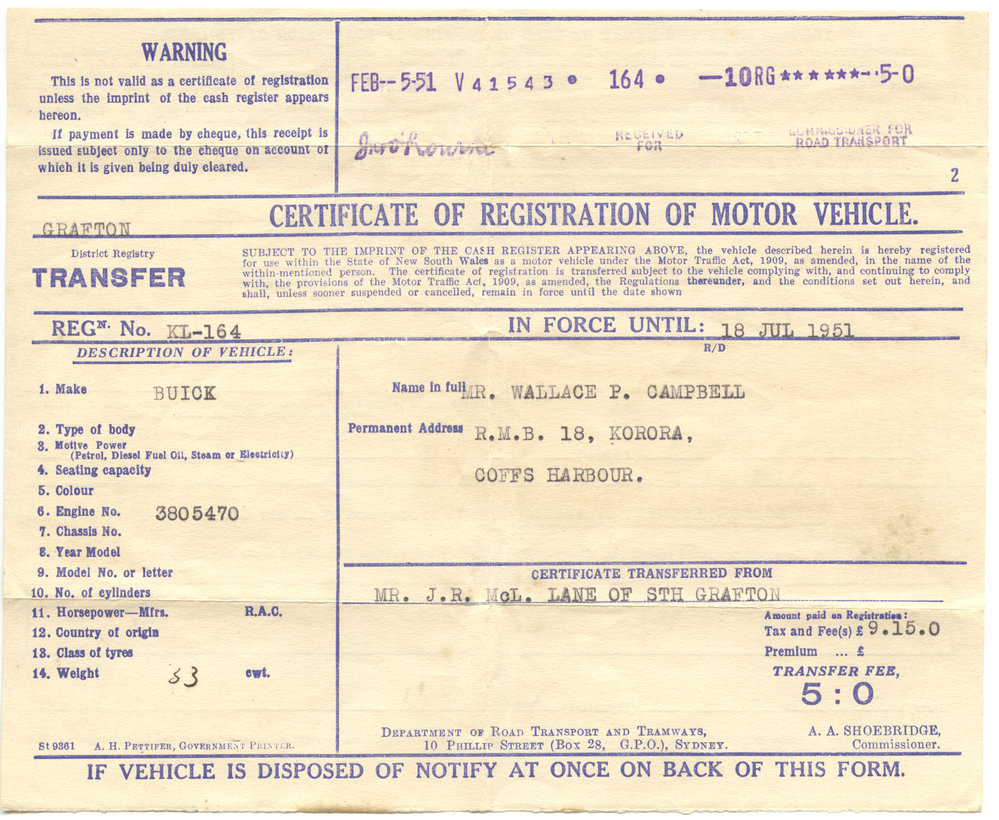 WARNING
This is not valid as a certificate of registration
unless the imprint of the cash register appears
hereon.
If payment is made by cheque, this receipt is
issued subject only to the cheque on account of
which it is given being duly cleared.
FEB--5-51 V 41543 • 164 • —10RG******-·5-0
RECEIVED
FOR
COMMISSIONER FOR
ROAD TRANSPORT
2
GRAFTON
District Registry
TRANSFER
CERTIFICATE OF REGISTRATION OF MOTOR VEHICLE.
SUBJECT TO THE IMPRINT OF THE CASH REGISTER APPEARING ABOVE, the vehicle described herein is hereby registered
for use within the State of New South Wales as a motor vehicle under the Motor Traffic Act, 1909, as amended, in the name of the
within-mentioned person. The certificate of registration is transferred subject to the vehicle complying with, and continuing to comply
with, the provisions of the Motor Traffic Act, 1909, as amended, the Regulations thereunder, and the conditions set out herein, and
shall, unless sooner suspended or cancelled, remain in force until the date shown
REGN. No. KL-164
IN FORCE UNTIL: 18 JUL 1951
R/D
DESCRIPTION OF VEHICLE:
1. Make BUICK
2. Type of body
3. Motive Power
(Petrol, Diesel Fuel Oil, Steam or Electricity)
4. Seating capacity
5. Colour
6. Engine No. 3805470
7. Chassis No.
8. Year Model
9. Model No. or letter
10. No. of cylinders
11. Horsepower—Mfrs. R.A.C.
12. Country of origin
13. Class of tyres
14. Weight 33 cwt.
St 9361 A. H. PETTIFER, GOVERNMENT PRINTER.
Name in full MR. WALLACE P. CAMPBELL
Permanent Address R.M.B. 18, KORORA,
COFFS HARBOUR.
CERTIFICATE TRANSFERRED FROM
MR. J.R. McL. LANE OF STH GRAFTON
Amount paid on Registration:
Tax and Fee(s) £ 9.15.0
Premium ... £
TRANSFER FEE,
5:0
DEPARTMENT OF ROAD TRANSPORT AND TRAMWAYS,
10 PHILLIP STREET (BOX 28, G.P.O.), SYDNEY.
A. A. SHOEBRIDGE,
Commissioner.
IF VEHICLE IS DISPOSED OF NOTIFY AT ONCE ON BACK OF THIS FORM.